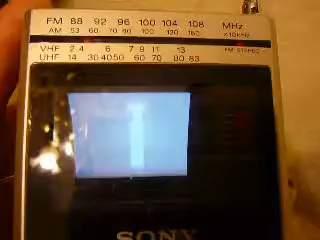 FM 88 92 96 100 104 108 MHz
AM 53 60 70 80 100 130 160 X10KHz
VHF 2 4 6 7 9 11 13 FM STEREO
UHF 14 30 40 50 60 70 80 83
SONY